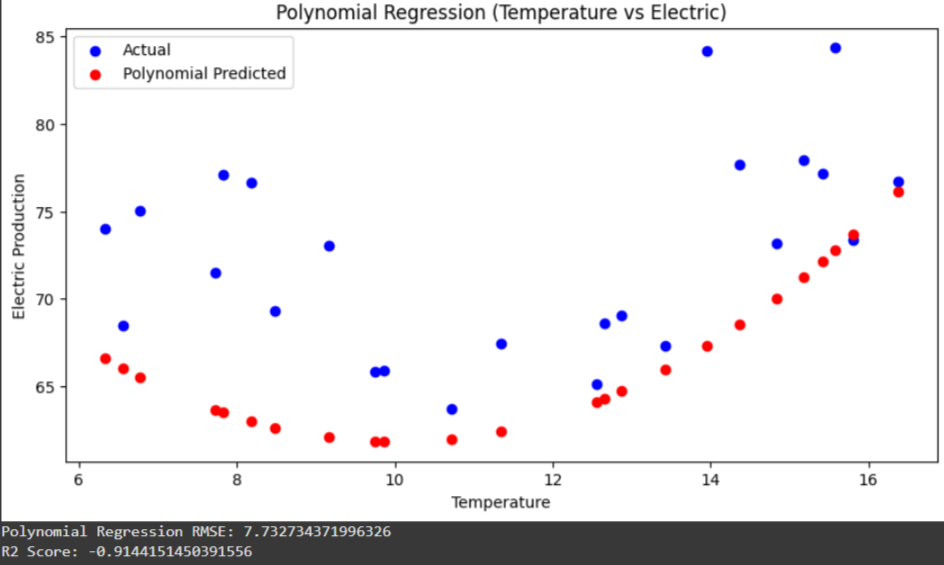 Polynomial Regression (Temperature vs Electric)
Actual
Polynomial Predicted
85
80
75
70
65
Electric Production
6 8 10 12 14 16
Temperature
Polynomial Regression RMSE: 7.732734371996326
R2 Score: -0.9144151450391556